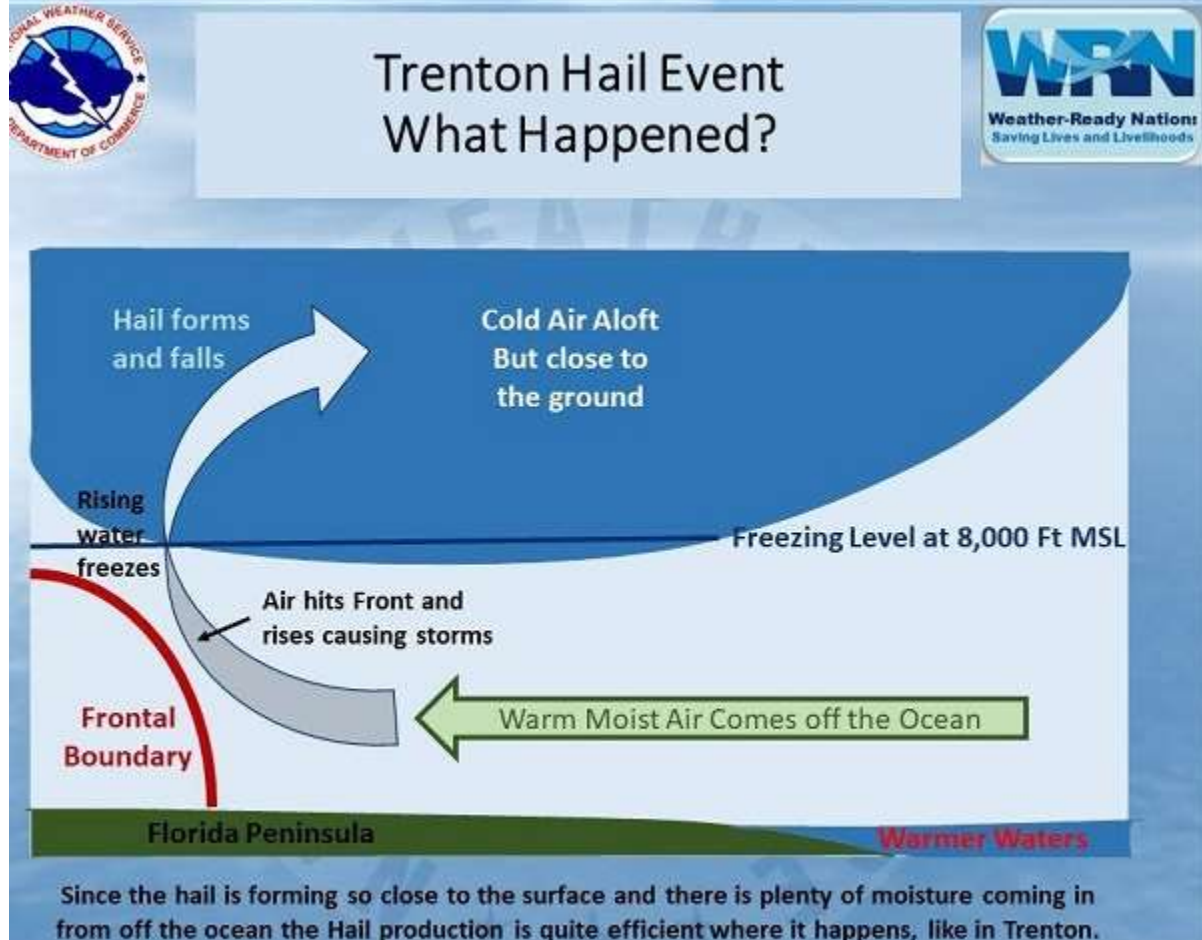 NATIONAL WEATHER SERVICE
DEPARTMENT OF COMMERCE
Trenton Hail Event
What Happened?
WRN
Weather-Ready Nation
Saving Lives and Livelihoods
Hail forms
and falls
Cold Air Aloft
But close to
the ground
Rising
water
freezes
Freezing Level at 8,000 Ft MSL
Air hits Front and
rises causing storms
Frontal
Boundary
Warm Moist Air Comes off the Ocean
Florida Peninsula
Warmer Waters
Since the hail is forming so close to the surface and there is plenty of moisture coming in
from off the ocean the Hail production is quite efficient where it happens, like in Trenton.